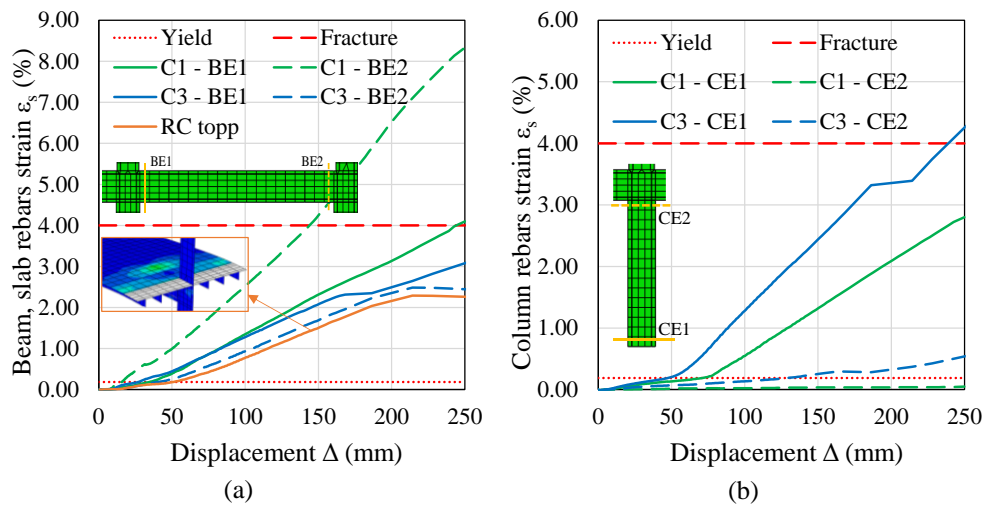 Beam, slab rebars strain εs (%)
9.00
8.00
7.00
6.00
5.00
4.00
3.00
2.00
1.00
0.00
Yield
Fracture
C1 - BE1
C1 - BE2
C3 - BE1
C3 - BE2
RC topp
BE1
BE2
0
50
100
150
200
250
Displacement Δ (mm)
(a)
Column rebars strain εs (%)
6.00
5.00
4.00
3.00
2.00
1.00
0.00
Yield
Fracture
C1 - CE1
C1 - CE2
C3 - CE1
C3 - CE2
CE2
CE1
0
50
100
150
200
250
Displacement Δ (mm)
(b)